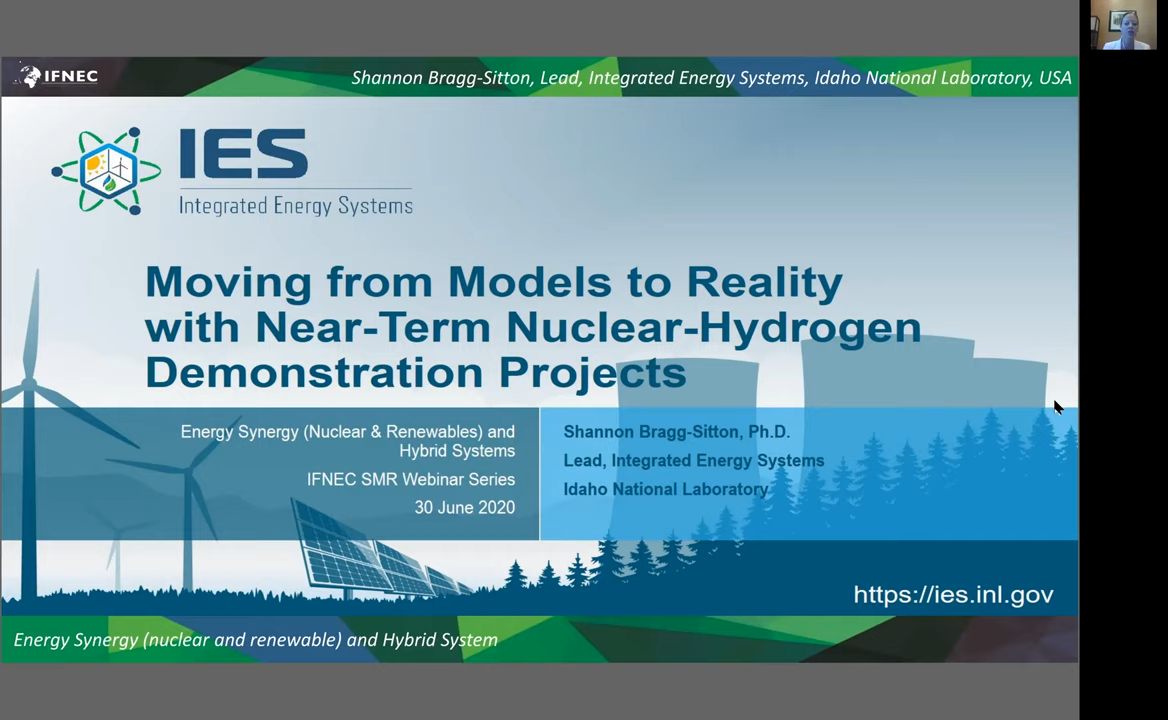 IFNEC
Shannon Bragg-Sitton, Lead, Integrated Energy Systems, Idaho National Laboratory, USA
IES
Integrated Energy Systems
Moving from Models to Reality
with Near-Term Nuclear-Hydrogen
Demonstration Projects
Energy Synergy (Nuclear & Renewables) and
Hybrid Systems
IFNEC SMR Webinar Series
30 June 2020
Shannon Bragg-Sitton, Ph.D.
Lead, Integrated Energy Systems
Idaho National Laboratory
https://ies.inl.gov
Energy Synergy (nuclear and renewable) and Hybrid System